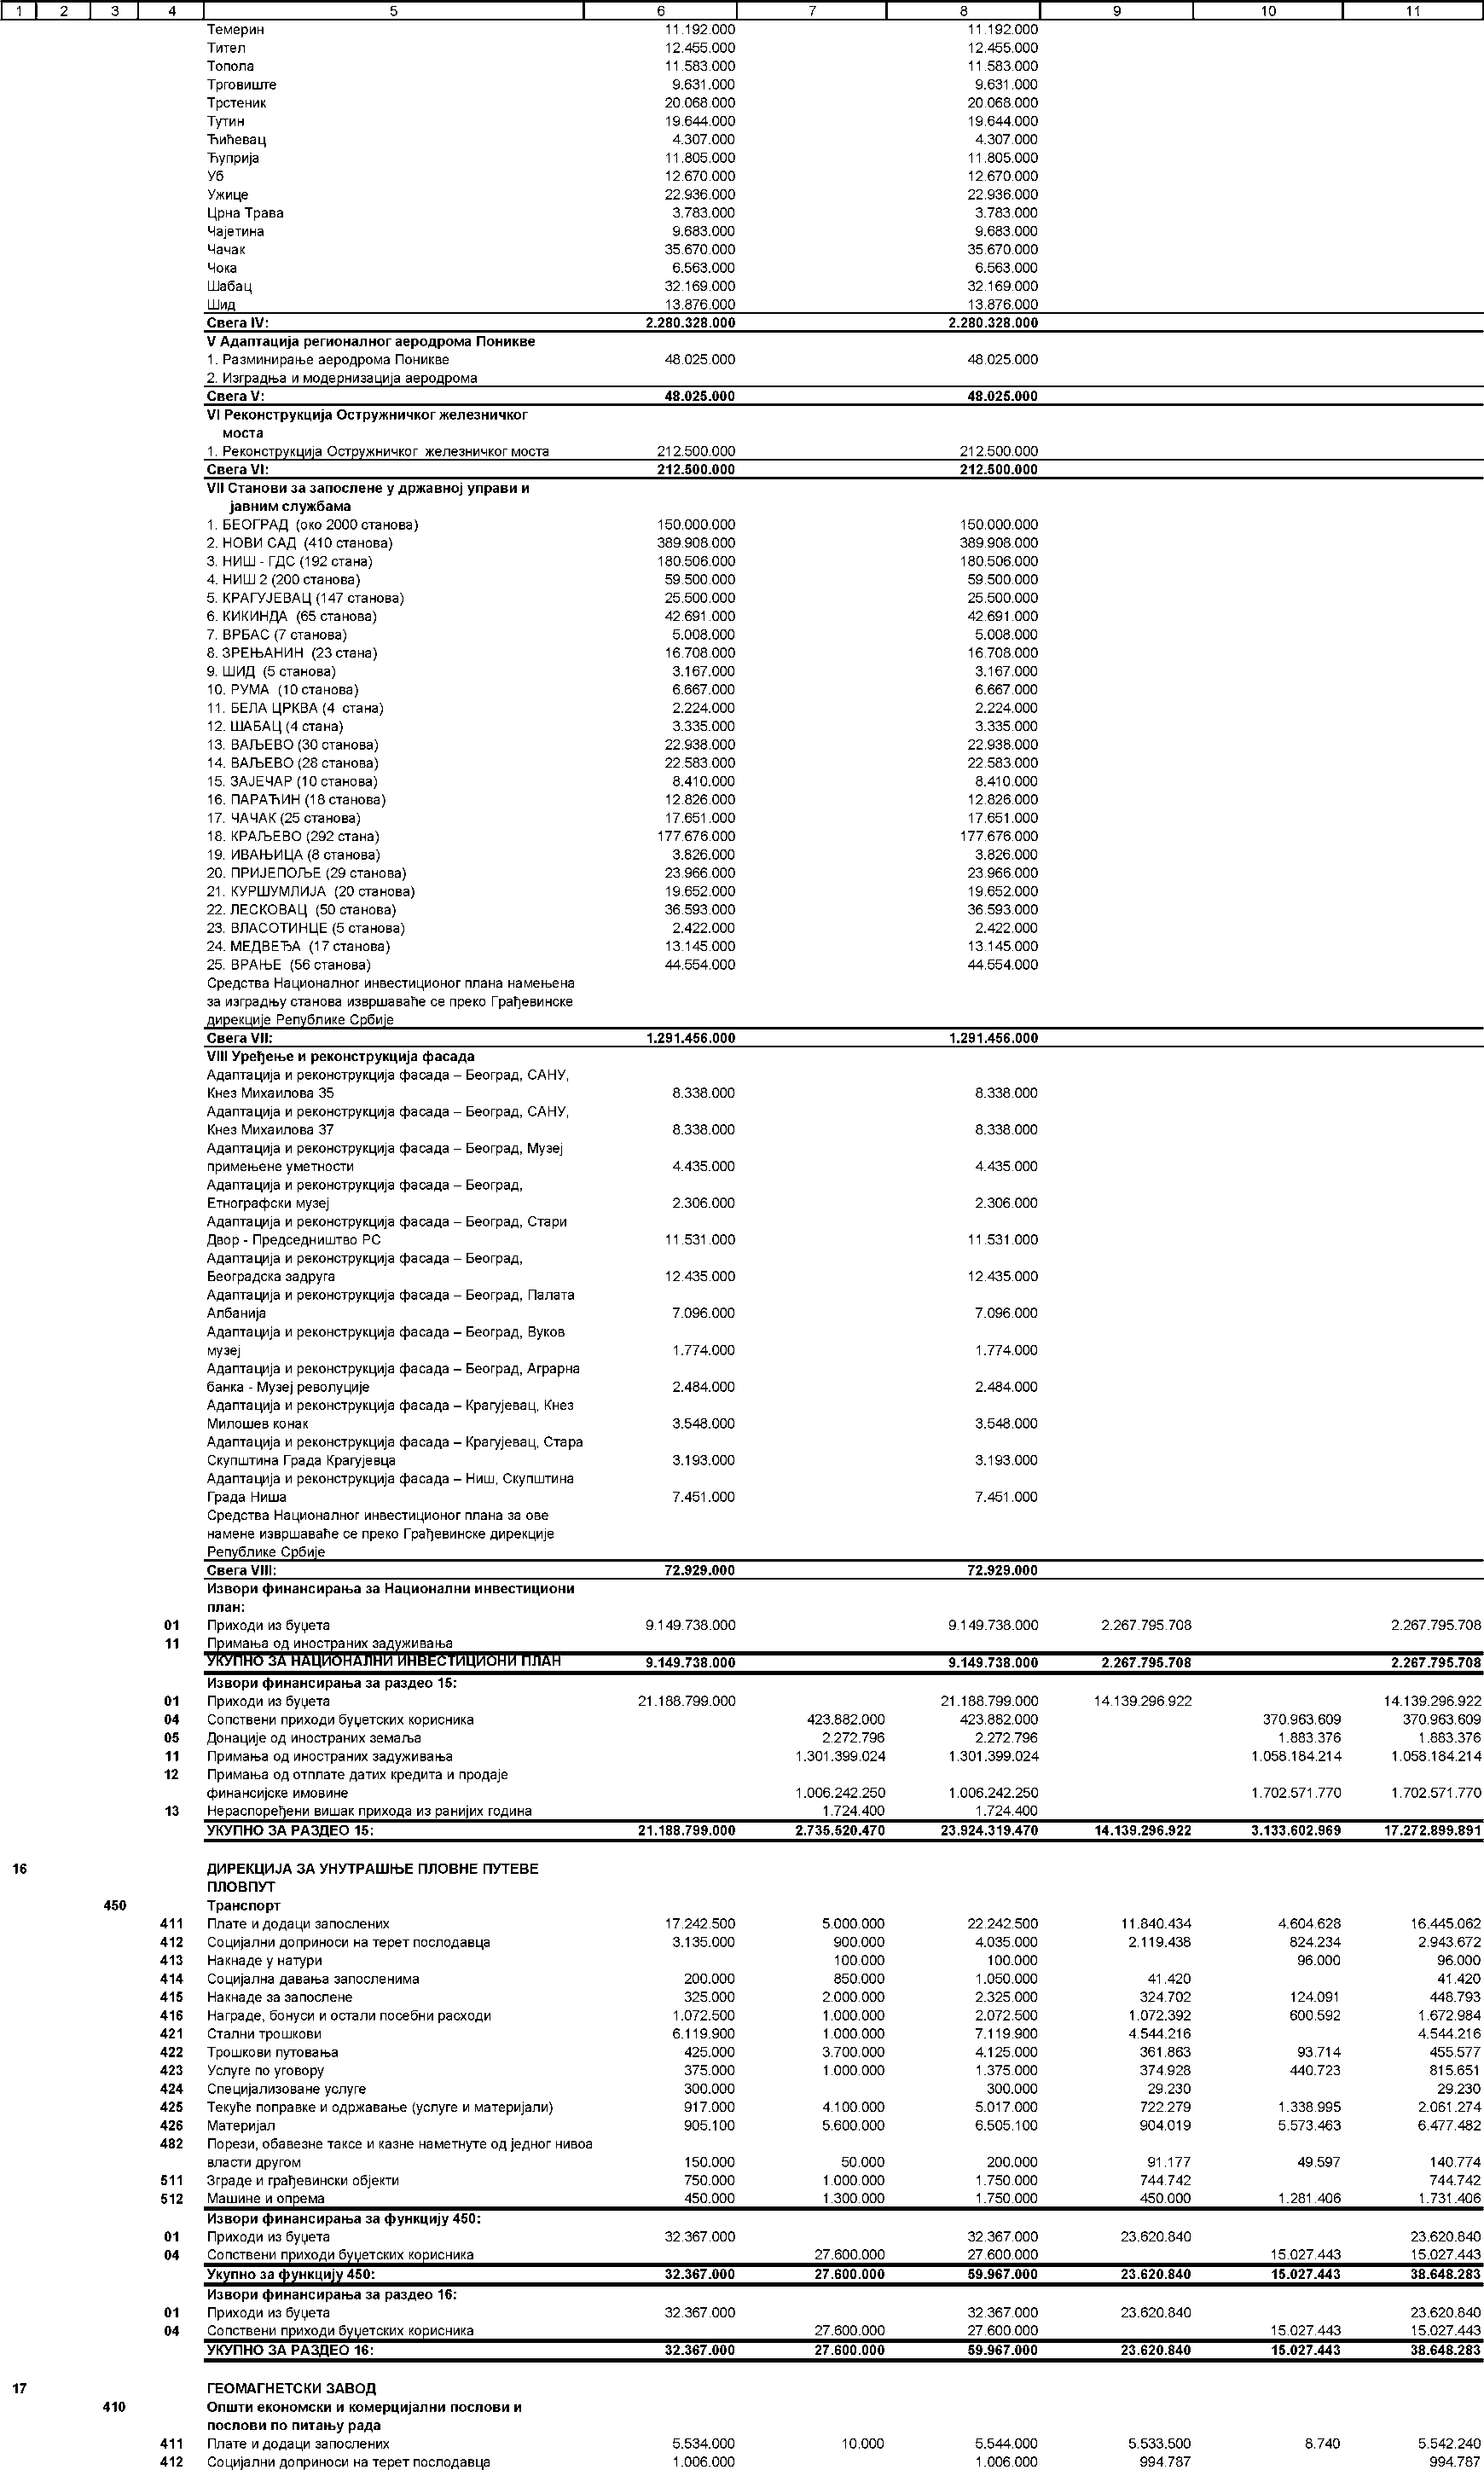 1 2 3 4 5 6 7 8 9 10 11
Темерин 11.192.000 11.192.000
Тител 12.455.000 12.455.000
Топола 11.583.000 11.583.000
Трговиште 9.631.000 9.631.000
Трстеник 20.068.000 20.068.000
Тутин 19.644.000 19.644.000
Ћићевац 4.307.000 4.307.000
Ћуприја 11.805.000 11.805.000
Уб 12.670.000 12.670.000
Ужице 22.936.000 22.936.000
Црна Трава 3.783.000 3.783.000
Чајетина 9.683.000 9.683.000
Чачак 35.670.000 35.670.000
Чока 6.563.000 6.563.000
Шабац 32.169.000 32.169.000
Шид 13.876.000 13.876.000
Свега IV: 2.280.328.000 2.280.328.000
V Адаптација регионалног аеродрома Поникве
1. Разминирање аеродрома Поникве 48.025.000 48.025.000
2. Изградња и модернизација аеродрома
Свега V: 48.025.000 48.025.000
VI Реконструкција Остружничког железничког
моста
1. Реконструкција Остружничког железничког моста 212.500.000 212.500.000
Свега VI: 212.500.000 212.500.000
VII Станови за запослене у државној управи и
јавним службама
1. БЕОГРАД (око 2000 станова) 150.000.000 150.000.000
2. НОВИ САД (410 станова) 389.908.000 389.908.000
3. НИШ - ГДС (192 стана) 180.506.000 180.506.000
4. НИШ 2 (200 станова) 59.500.000 59.500.000
5. КРАГУЈЕВАЦ (147 станова) 25.500.000 25.500.000
6. КИКИНДА (65 станова) 42.691.000 42.691.000
7. ВРБАС (7 станова) 5.008.000 5.008.000
8. ЗРЕЊАНИН (23 стана) 16.708.000 16.708.000
9. ШИД (5 станова) 3.167.000 3.167.000
10. РУМА (10 станова) 6.667.000 6.667.000
11. БЕЛА ЦРКВА (4 стана) 2.224.000 2.224.000
12. ШАБАЦ (4 стана) 3.335.000 3.335.000
13. ВАЉЕВО (30 станова) 22.938.000 22.938.000
14. ВАЉЕВО (28 станова) 22.583.000 22.583.000
15. ЗАЈЕЧАР (10 станова) 8.410.000 8.410.000
16. ПАРАЋИН (18 станова) 12.826.000 12.826.000
17. ЧАЧАК (25 станова) 17.651.000 17.651.000
18. КРАЉЕВО (292 стана) 177.676.000 177.676.000
19. ИВАЊИЦА (8 станова) 3.826.000 3.826.000
20. ПРИЈЕПОЉЕ (29 станова) 23.966.000 23.966.000
21. КУРШУМЛИЈА (20 станова) 19.652.000 19.652.000
22. ЛЕСКОВАЦ (50 станова) 36.593.000 36.593.000
23. ВЛАСОТИНЦЕ (5 станова) 2.422.000 2.422.000
24. МЕДВЕЂА (17 станова) 13.145.000 13.145.000
25. ВРАЊЕ (56 станова) 44.554.000 44.554.000
Средства Националног инвестиционог плана намењена
за изградњу станова извршаваће се преко Грађевинске
дирекције Републике Србије
Свега VII: 1.291.456.000 1.291.456.000
VIII Уређење и реконструкција фасада
Адаптација и реконструкција фасада – Београд, САНУ,
Кнез Михаилова 35 8.338.000 8.338.000
Адаптација и реконструкција фасада – Београд, САНУ,
Кнез Михаилова 37 8.338.000 8.338.000
Адаптација и реконструкција фасада – Београд, Музеј
примењене уметности 4.435.000 4.435.000
Адаптација и реконструкција фасада – Београд,
Етнографски музеј 2.306.000 2.306.000
Адаптација и реконструкција фасада – Београд, Стари
Двор - Председништво РС 11.531.000 11.531.000
Адаптација и реконструкција фасада – Београд,
Београдска задруга 12.435.000 12.435.000
Адаптација и реконструкција фасада – Београд, Палата
Албанија 7.096.000 7.096.000
Адаптација и реконструкција фасада – Београд, Вуков
музеј 1.774.000 1.774.000
Адаптација и реконструкција фасада – Београд, Аграрна
банка - Музеј револуције 2.484.000 2.484.000
Адаптација и реконструкција фасада – Крагујевац, Кнез
Милошев конак 3.548.000 3.548.000
Адаптација и реконструкција фасада – Крагујевац, Стара
Скупштина Града Крагујевца 3.193.000 3.193.000
Адаптација и реконструкција фасада – Ниш, Скупштина
Града Ниша 7.451.000 7.451.000
Средства Националног инвестиционог плана за ове
намене извршаваће се преко Грађевинске дирекције
Републике Србије
Свега VIII: 72.929.000 72.929.000
Извори финансирања за Национални инвестициони
план:
01 Приходи из буџета 9.149.738.000 9.149.738.000 2.267.795.708 2.267.795.708
11 Примања од иностраних задуживања
УКУПНО ЗА НАЦИОНАЛНИ ИНВЕСТИЦИОНИ ПЛАН 9.149.738.000 9.149.738.000 2.267.795.708 2.267.795.708
Извори финансирања за раздео 15:
01 Приходи из буџета 21.188.799.000 21.188.799.000 14.139.296.922 14.139.296.922
04 Сопствени приходи буџетских корисника 423.882.000 423.882.000 370.963.609 370.963.609
05 Донације од иностраних земаља 2.272.796 2.272.796 1.883.376 1.883.376
11 Примања од иностраних задуживања 1.301.399.024 1.301.399.024 1.058.184.214 1.058.184.214
12 Примања од отплате датих кредита и продаје
финансијске имовине 1.006.242.250 1.006.242.250 1.702.571.770 1.702.571.770
13 Нераспоређени вишак прихода из ранијих година 1.724.400 1.724.400
УКУПНО ЗА РАЗДЕО 15: 21.188.799.000 2.735.520.470 23.924.319.470 14.139.296.922 3.133.602.969 17.272.899.891
16 ДИРЕКЦИЈА ЗА УНУТРАШЊЕ ПЛОВНЕ ПУТЕВЕ
ПЛОВПУТ
450 Транспорт
411 Плате и додаци запослених 17.242.500 5.000.000 22.242.500 11.840.434 4.604.628 16.445.062
412 Социјални доприноси на терет послодавца 3.135.000 900.000 4.035.000 2.119.438 824.234 2.943.672
413 Накнаде у натури 100.000 100.000 96.000 96.000
414 Социјална давања запосленима 200.000 850.000 1.050.000 41.420 41.420
415 Накнаде за запослене 325.000 2.000.000 2.325.000 324.702 124.091 448.793
416 Награде, бонуси и остали посебни расходи 1.072.500 1.000.000 2.072.500 1.072.392 600.592 1.672.984
421 Стални трошкови 6.119.900 1.000.000 7.119.900 4.544.216 4.544.216
422 Трошкови путовања 425.000 3.700.000 4.125.000 361.863 93.714 455.577
423 Услуге по уговору 375.000 1.000.000 1.375.000 374.928 440.723 815.651
424 Специјализоване услуге 300.000 300.000 29.230 29.230
425 Текуће поправке и одржавање (услуге и материјали) 917.000 4.100.000 5.017.000 722.279 1.338.995 2.061.274
426 Материјал 905.100 5.600.000 6.505.100 904.019 5.573.463 6.477.482
482 Порези, обавезне таксе и казне наметнуте од једног нивоа
власти другом 150.000 50.000 200.000 91.177 49.597 140.774
511 Зграде и грађевински објекти 750.000 1.000.000 1.750.000 744.742 744.742
512 Машине и опрема 450.000 1.300.000 1.750.000 450.000 1.281.406 1.731.406
Извори финансирања за функцију 450:
01 Приходи из буџета 32.367.000 32.367.000 23.620.840 23.620.840
04 Сопствени приходи буџетских корисника 27.600.000 27.600.000 15.027.443 15.027.443
Укупно за функцију 450: 32.367.000 27.600.000 59.967.000 23.620.840 15.027.443 38.648.283
Извори финансирања за раздео 16:
01 Приходи из буџета 32.367.000 32.367.000 23.620.840 23.620.840
04 Сопствени приходи буџетских корисника 27.600.000 27.600.000 15.027.443 15.027.443
УКУПНО ЗА РАЗДЕО 16: 32.367.000 27.600.000 59.967.000 23.620.840 15.027.443 38.648.283
17 ГЕОМАГНЕТСКИ ЗАВОД
410 Општи економски и комерцијални послови и
послови по питању рада
411 Плате и додаци запослених 5.534.000 10.000 5.544.000 5.533.500 8.740 5.542.240
412 Социјални доприноси на терет послодавца 1.006.000 1.006.000 994.787 994.787